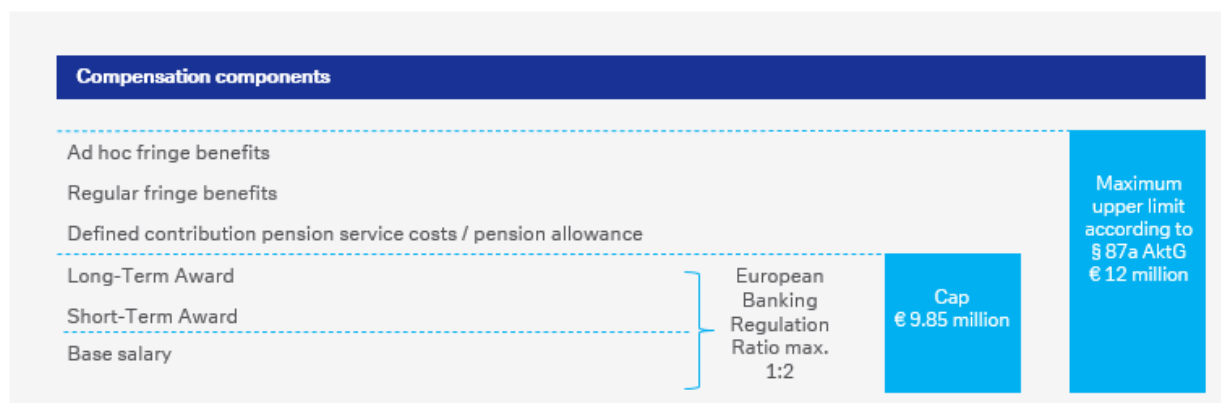 Compensation components
Ad hoc fringe benefits
Regular fringe benefits
Defined contribution pension service costs / pension allowance
Long-Term Award
Short-Term Award
Base salary
European
Banking
Regulation
Ratio max.
1:2
Cap
€ 9.85 million
Maximum
upper limit
according to
§ 87a AktG
€ 12 million